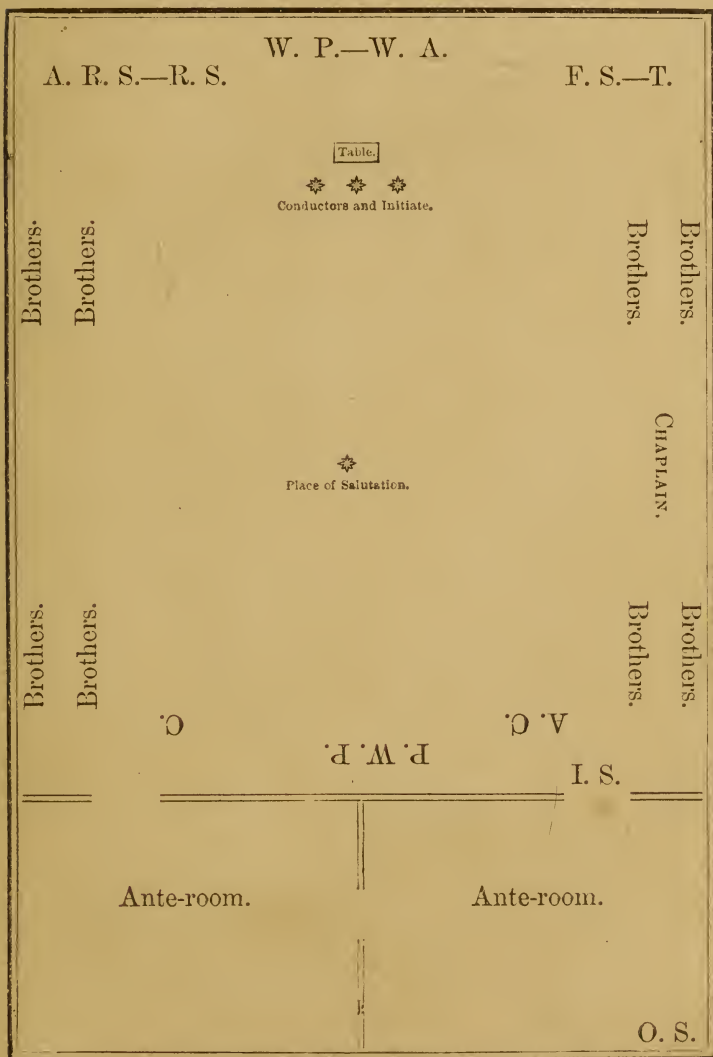 W. P.—W. A.
A. R. S.—R. S.
F. S.—T.
Table.
Conductors and Initiate.
Brothers.
Brothers.
Brothers.
Brothers.
CHAPLAIN.
Place of Salutation.
Brothers.
Brothers.
Brothers.
Brothers.
C.
A. C.
P. W. P.
I. S.
Ante-room.
Ante-room.
O. S.